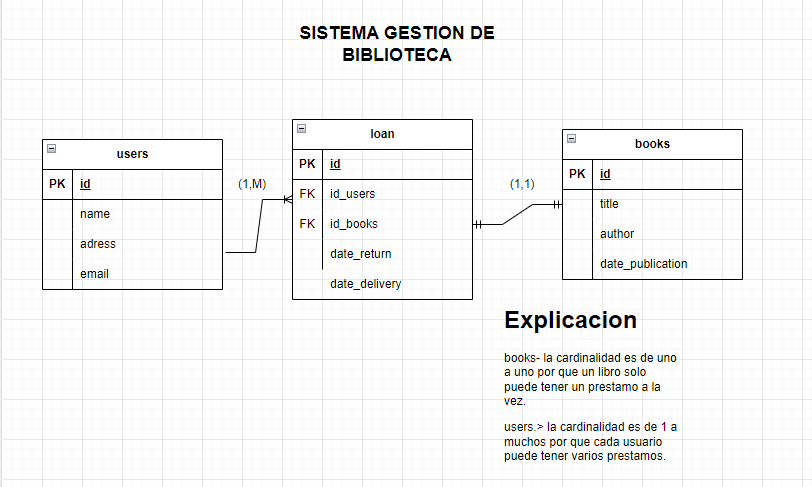 SISTEMA GESTION DE
BIBLIOTECA
users
PK id
name
adress
email
(1,M)
loan
PK id
FK id_users
FK id_books
date_return
date_delivery
(1,1)
books
PK id
title
author
date_publication
Explicacion
books- la cardinalidad es de uno
a uno por que un libro solo
puede tener un prestamo a la
vez.
users.> la cardinalidad es de 1 a
muchos por que cada usuario
puede tener varios prestamos.